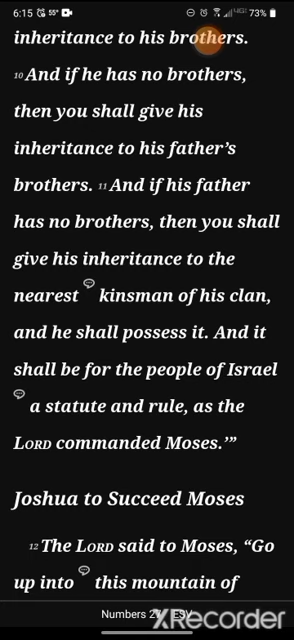 6:15 55° 4G 73%
inheritance to his brothers.
10 And if he has no brothers,
then you shall give his
inheritance to his father’s
brothers. 11 And if his father
has no brothers, then you shall
give his inheritance to the
nearest kinsman of his clan,
and he shall possess it. And it
shall be for the people of Israel
a statute and rule, as the
LORD commanded Moses.’”
Joshua to Succeed Moses
12 The LORD said to Moses, “Go
up into this mountain of
Numbers 27 ESV
XRecorder